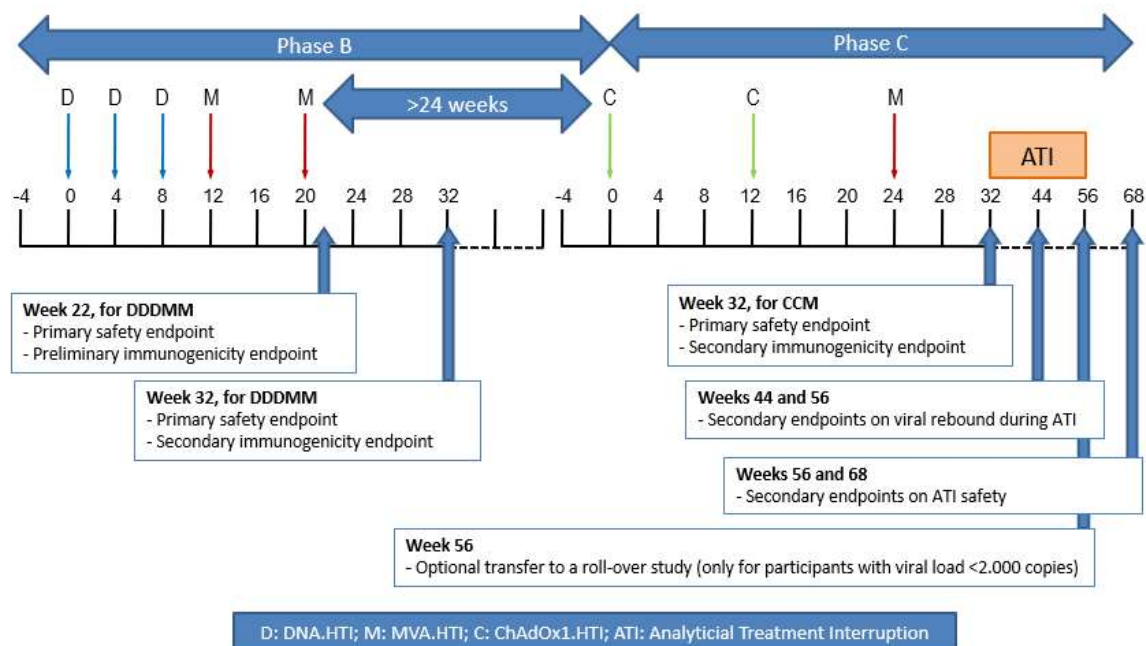 Phase B
Phase C
D D D M M >24 weeks C C M
ATI
-4 0 4 8 12 16 20 24 28 32 -4 0 4 8 12 16 20 24 28 32 44 56 68
Week 22, for DDDMM
- Primary safety endpoint
- Preliminary immunogenicity endpoint
Week 32, for DDDMM
- Primary safety endpoint
- Secondary immunogenicity endpoint
Week 32, for CCM
- Primary safety endpoint
- Secondary immunogenicity endpoint
Weeks 44 and 56
- Secondary endpoints on viral rebound during ATI
Weeks 56 and 68
- Secondary endpoints on ATI safety
Week 56
- Optional transfer to a roll-over study (only for participants with viral load <2.000 copies)
D: DNA.HTI; M: MVA.HTI; C: ChAdOx1.HTI; ATI: Analyticial Treatment Interruption